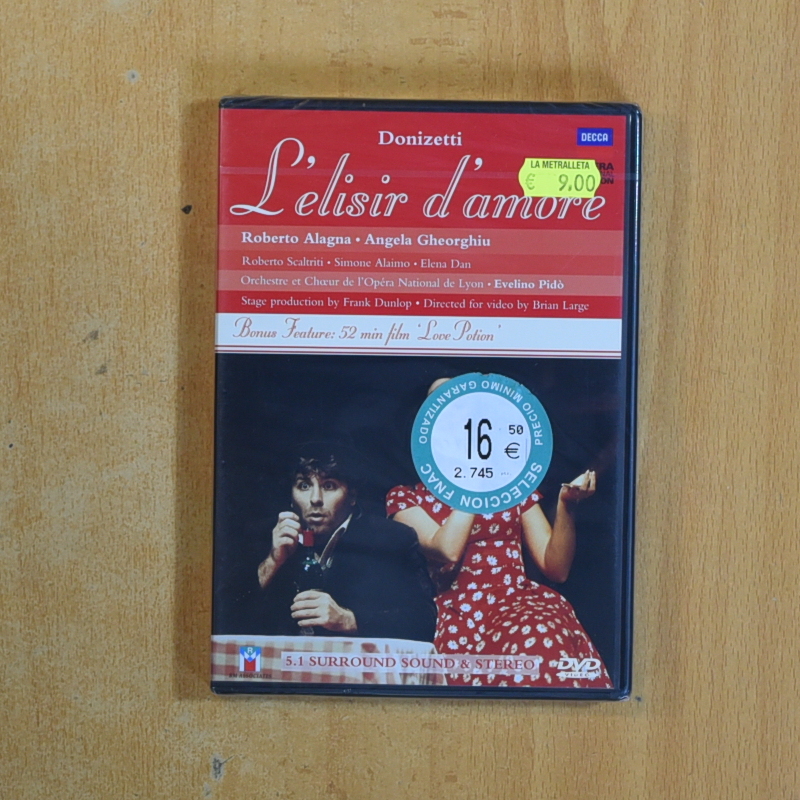 Donizetti
DECCA
L'elisir d'amore
LA METRALLETA
€ 9.00
RA
ON
Roberto Alagna • Angela Gheorghiu
Roberto Scaltriti • Simone Alaimo • Elena Dan
Orchestre et Chœur de l'Opéra National de Lyon • Evelino Pidò
Stage production by Frank Dunlop • Directed for video by Brian Large
Bonus Feature: 52 min film 'Love Potion'
PRECIO MINIMO GARANTIZADO
16 50 €
2.745
SELECCION FNAC
5.1 SURROUND SOUND & STEREO
DVD
VIDEO